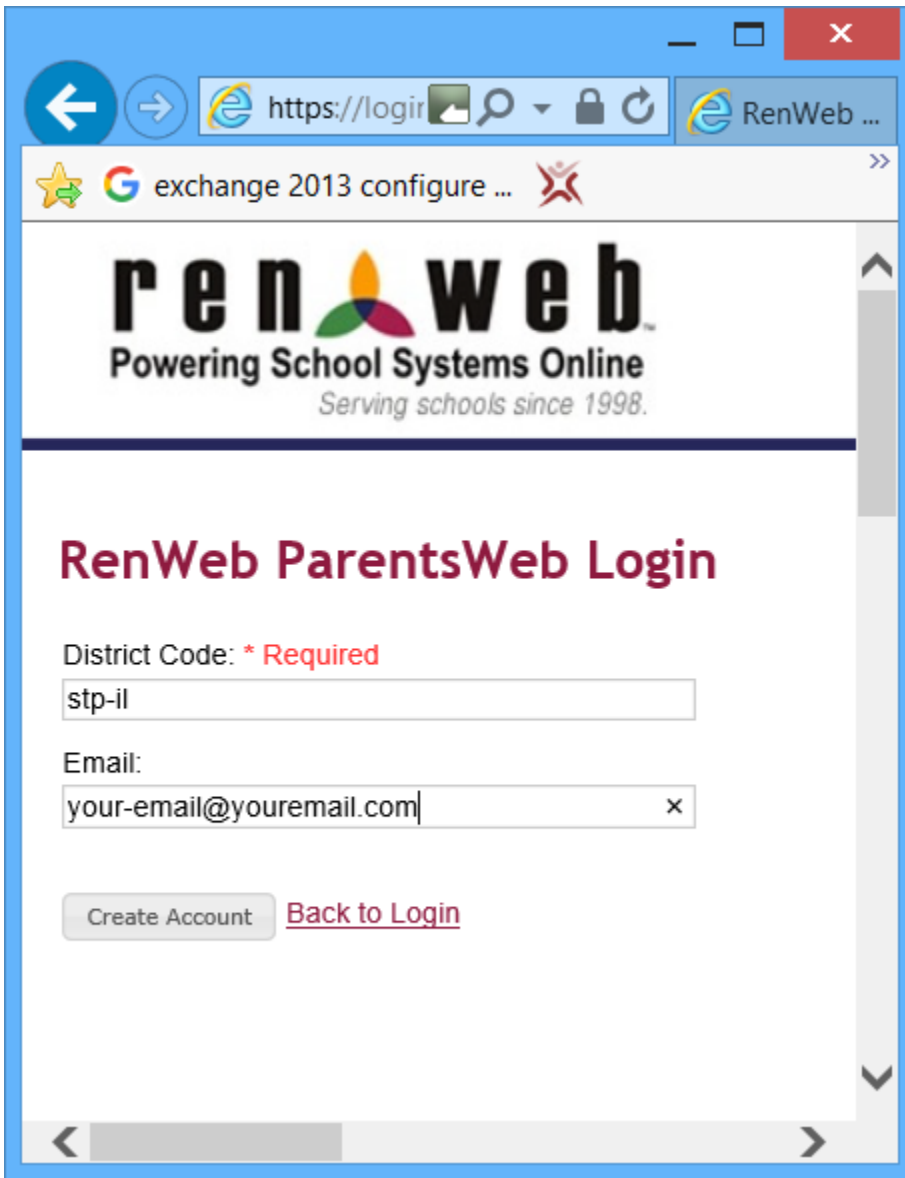 https://login
RenWeb ...
exchange 2013 configure ...
ren web
Powering School Systems Online
Serving schools since 1998.
RenWeb ParentsWeb Login
District Code: * Required
stp-il
Email:
your-email@youremail.com
Create Account Back to Login